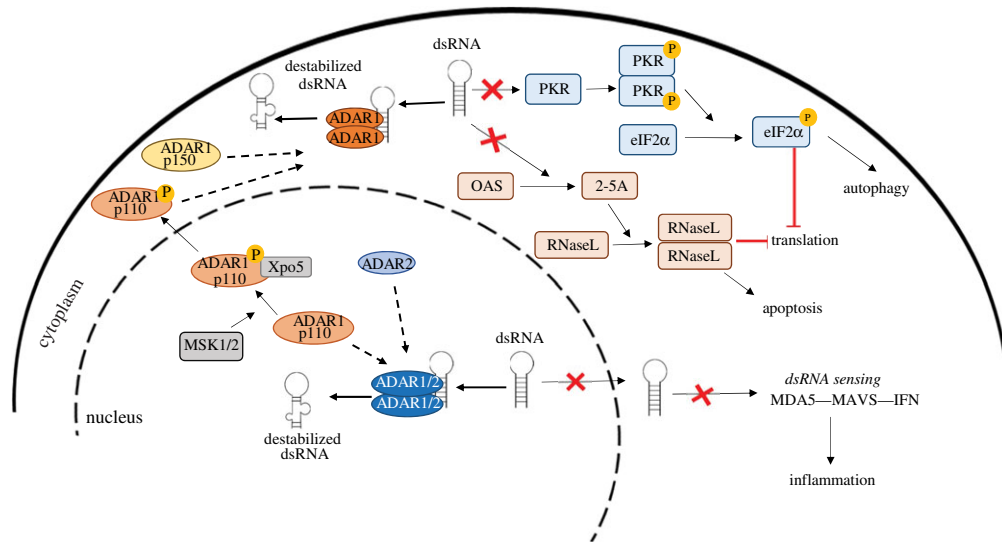 dsRNA
destabilized
dsRNA
PKR
P
PKR
PKR
P
ADAR1
ADAR1
eIF2α
eIF2α
P
ADAR1
p150
autophagy
ADAR1
p110
P
OAS
2-5A
RNaseL
RNaseL
RNaseL
translation
apoptosis
ADAR1
p110
P
Xpo5
ADAR2
cytoplasm
MSK1/2
ADAR1
p110
dsRNA
ADAR1/2
ADAR1/2
nucleus
destabilized
dsRNA
dsRNA sensing
MDA5—MAVS—IFN
inflammation